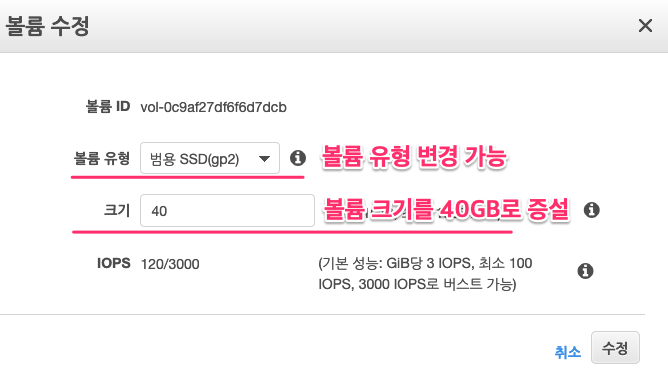 볼륨 수정
볼륨 ID vol-0c9af27df6f6d7dcb
볼륨 유형 범용 SSD(gp2) 볼륨 유형 변경 가능
크기 40 볼륨 크기를 40GB로 증설
IOPS 120/3000 (기본 성능: GiB당 3 IOPS, 최소 100
IOPS, 3000 IOPS로 버스트 가능)
취소 수정